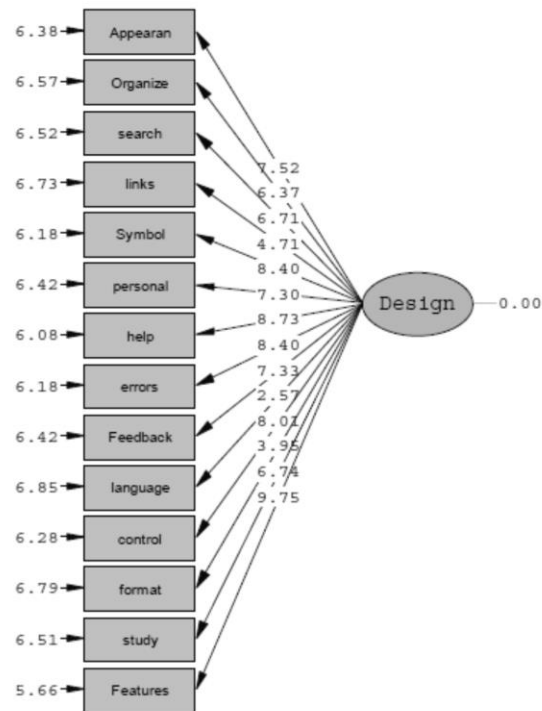 6.38 Appearan
6.57 Organize
6.52 search
6.73 links
6.18 Symbol
6.42 personal
6.08 help
6.18 errors
6.42 Feedback
6.85 language
6.28 control
6.79 format
6.51 study
5.66 Features
7.52
6.37
6.71
4.71
8.40
7.30
8.73
8.40
7.33
2.57
8.01
3.95
6.74
9.75
Design 0.00